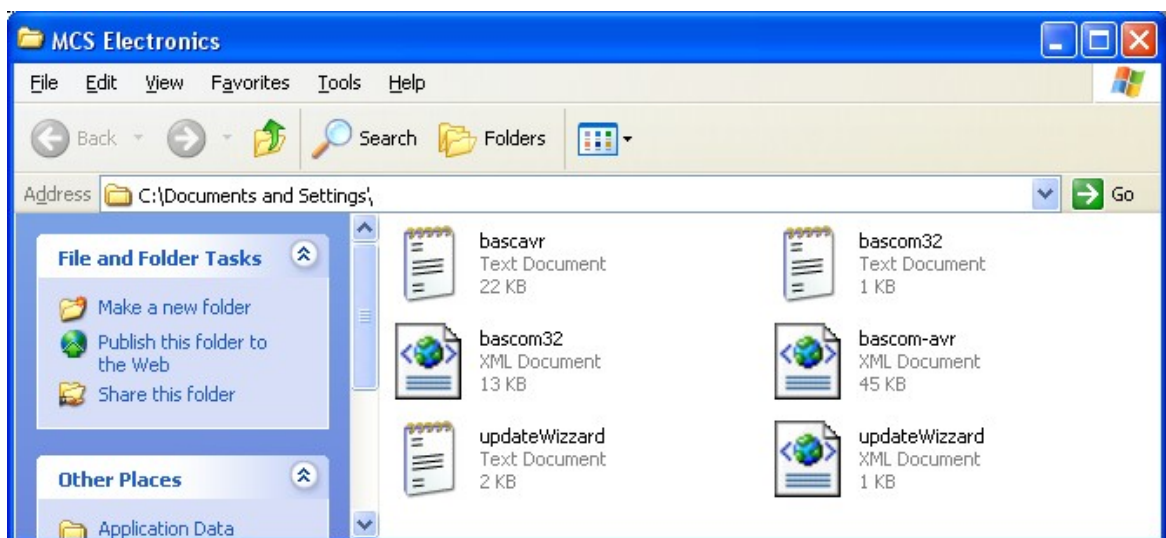 MCS Electronics
File Edit View Favorites Tools Help
Back Search Folders
Address C:\Documents and Settings\, Go
File and Folder Tasks
Make a new folder
Publish this folder to
the Web
Share this folder
Other Places
Application Data
bascavr
Text Document
22 KB
bascom32
Text Document
1 KB
bascom32
XML Document
13 KB
bascom-avr
XML Document
45 KB
updateWizzard
Text Document
2 KB
updateWizzard
XML Document
1 KB